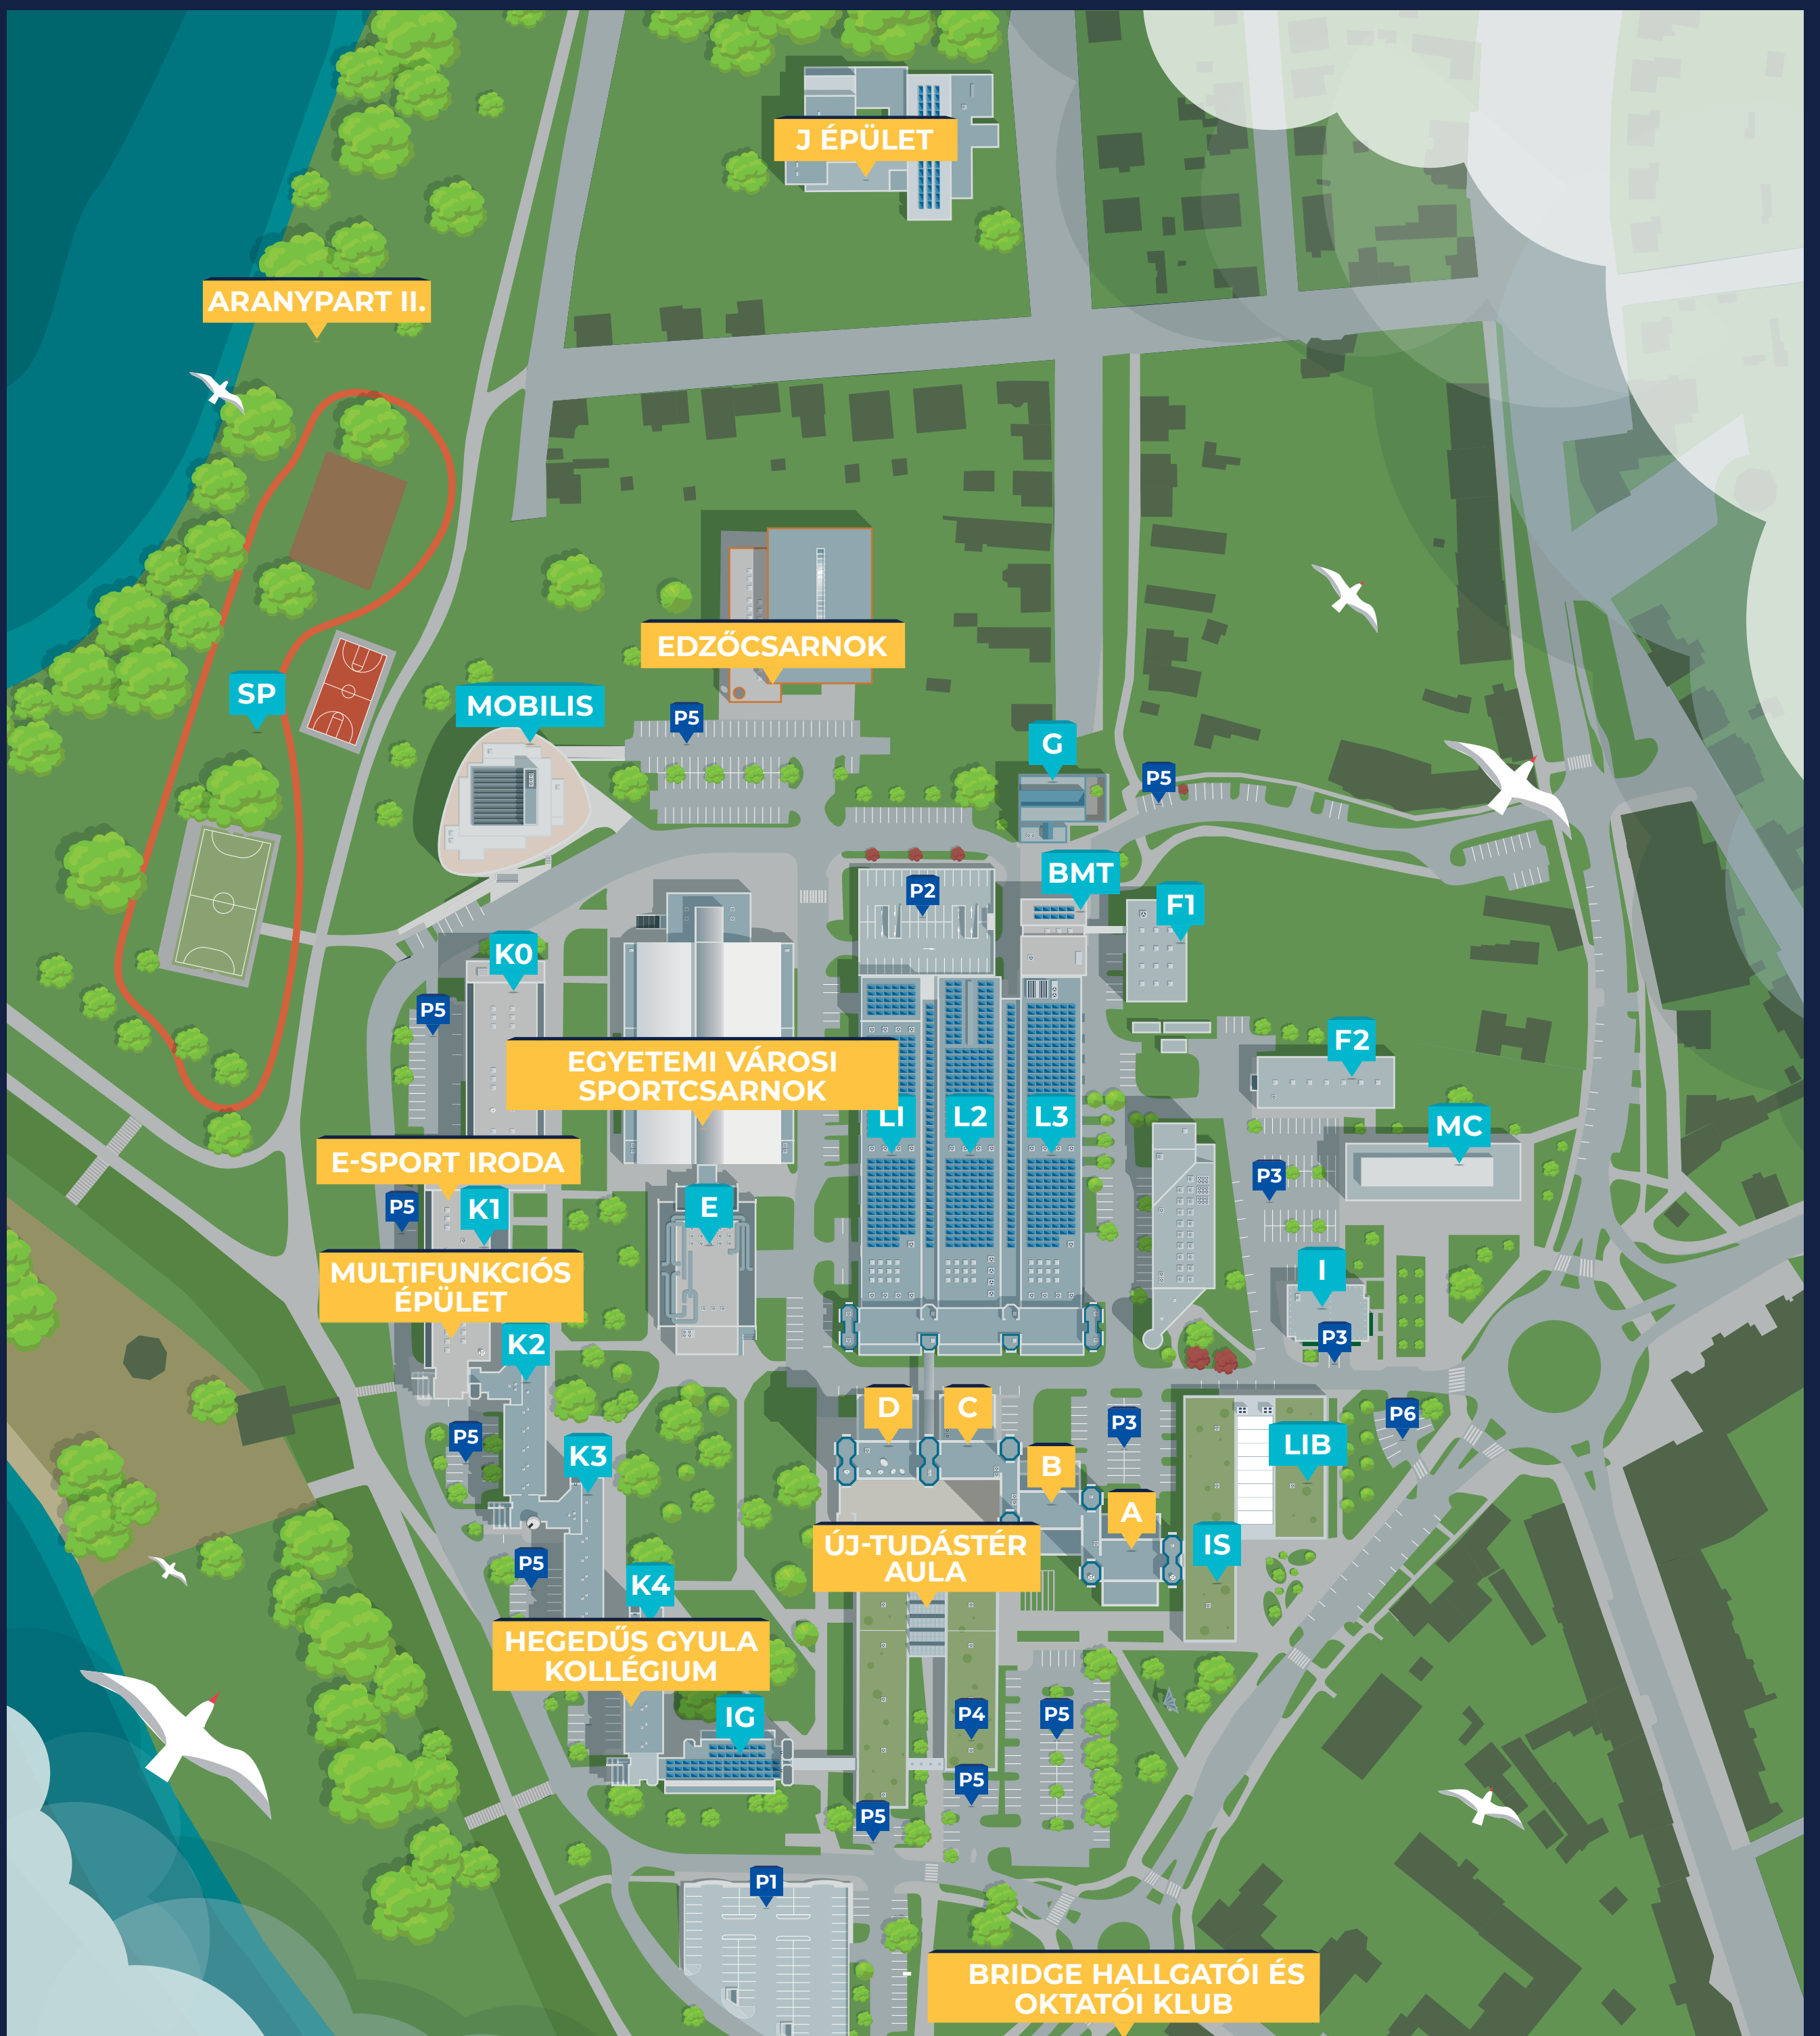 J ÉPÜLET
ARANYPART II.
EDZŐCSARNOK
SP
MOBILIS
P5
G
P5
BMT
P2
F1
K0
P5
F2
EGYETEMI VÁROSI
SPORTCSARNOK
L1
L2
L3
MC
E-SPORT IRODA
P3
P5
K1
E
I
MULTIFUNKCIÓS
ÉPÜLET
P3
K2
D
C
P6
P3
P5
LIB
K3
B
A
ÚJ-TUDÁSTÉR
AULA
IS
P5
K4
HEGEDŰS GYULA
KOLLÉGIUM
IG
P4
P5
P5
P5
P1
BRIDGE HALLGATÓI ÉS
OKTATÓI KLUB